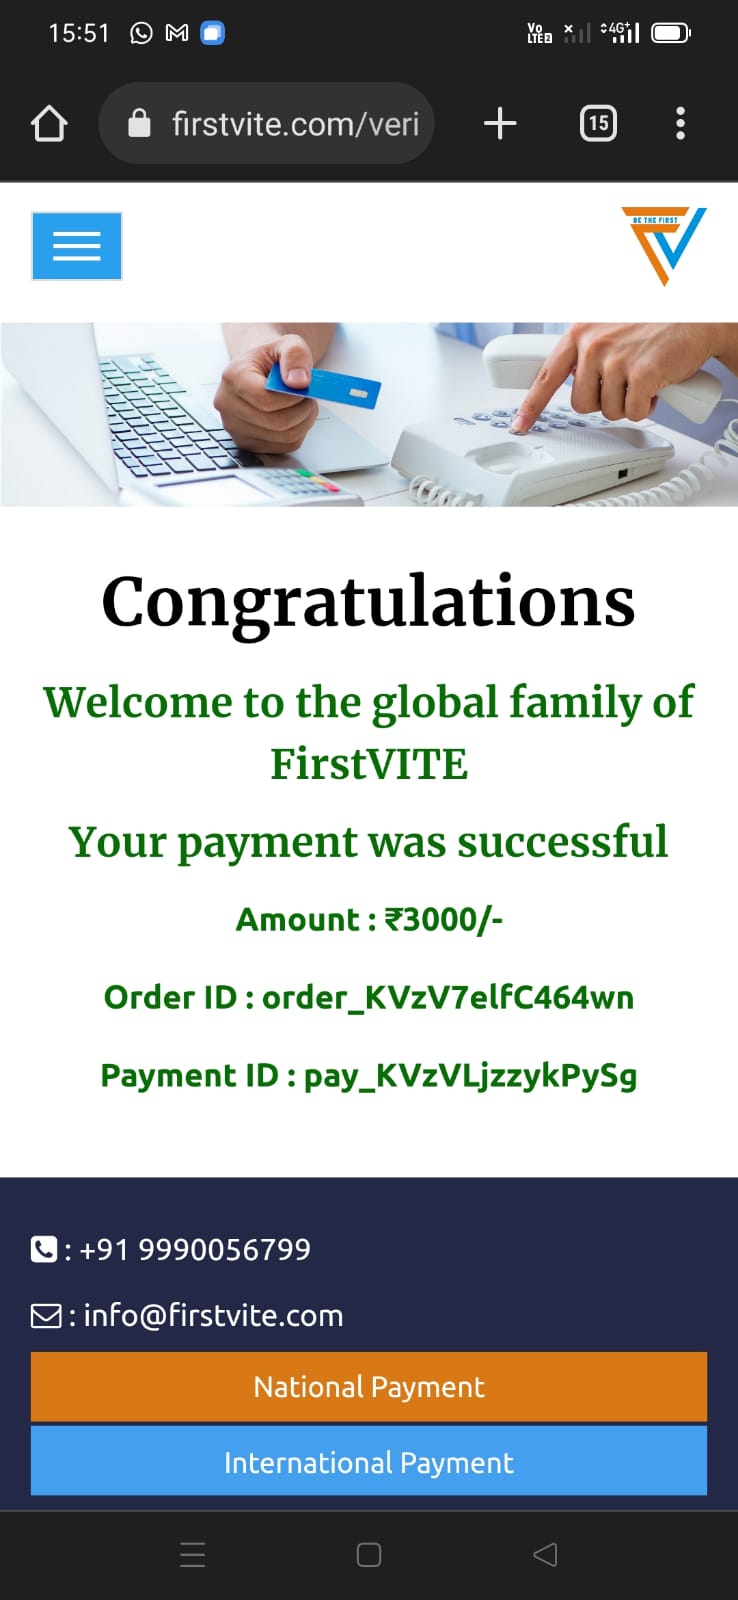 15:51
Vo
LTE2
4G+
firstvite.com/veri
15
BE THE FIRST
Congratulations
Welcome to the global family of
FirstVITE
Your payment was successful
Amount : ₹3000/-
Order ID : order_KVzV7elfC464wn
Payment ID : pay_KVzVLjzzykPySg
: +91 9990056799
: info@firstvite.com
National Payment
International Payment